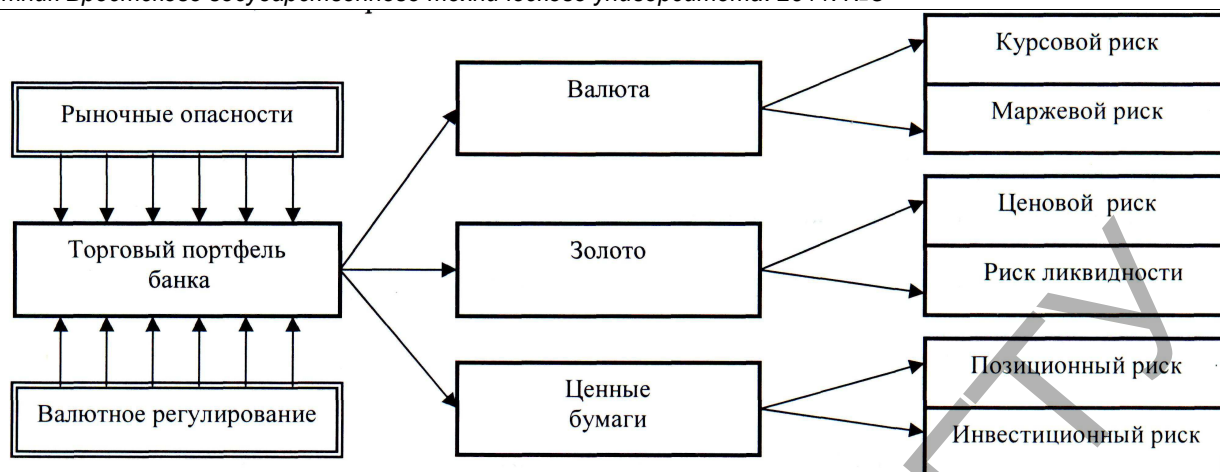 Рыночные опасности
Торговый портфель
банка
Валютное регулирование
Валюта
Золото
Ценные
бумаги
Курсовой риск
Маржевой риск
Ценовой риск
Риск ликвидности
Позиционный риск
Инвестиционный риск